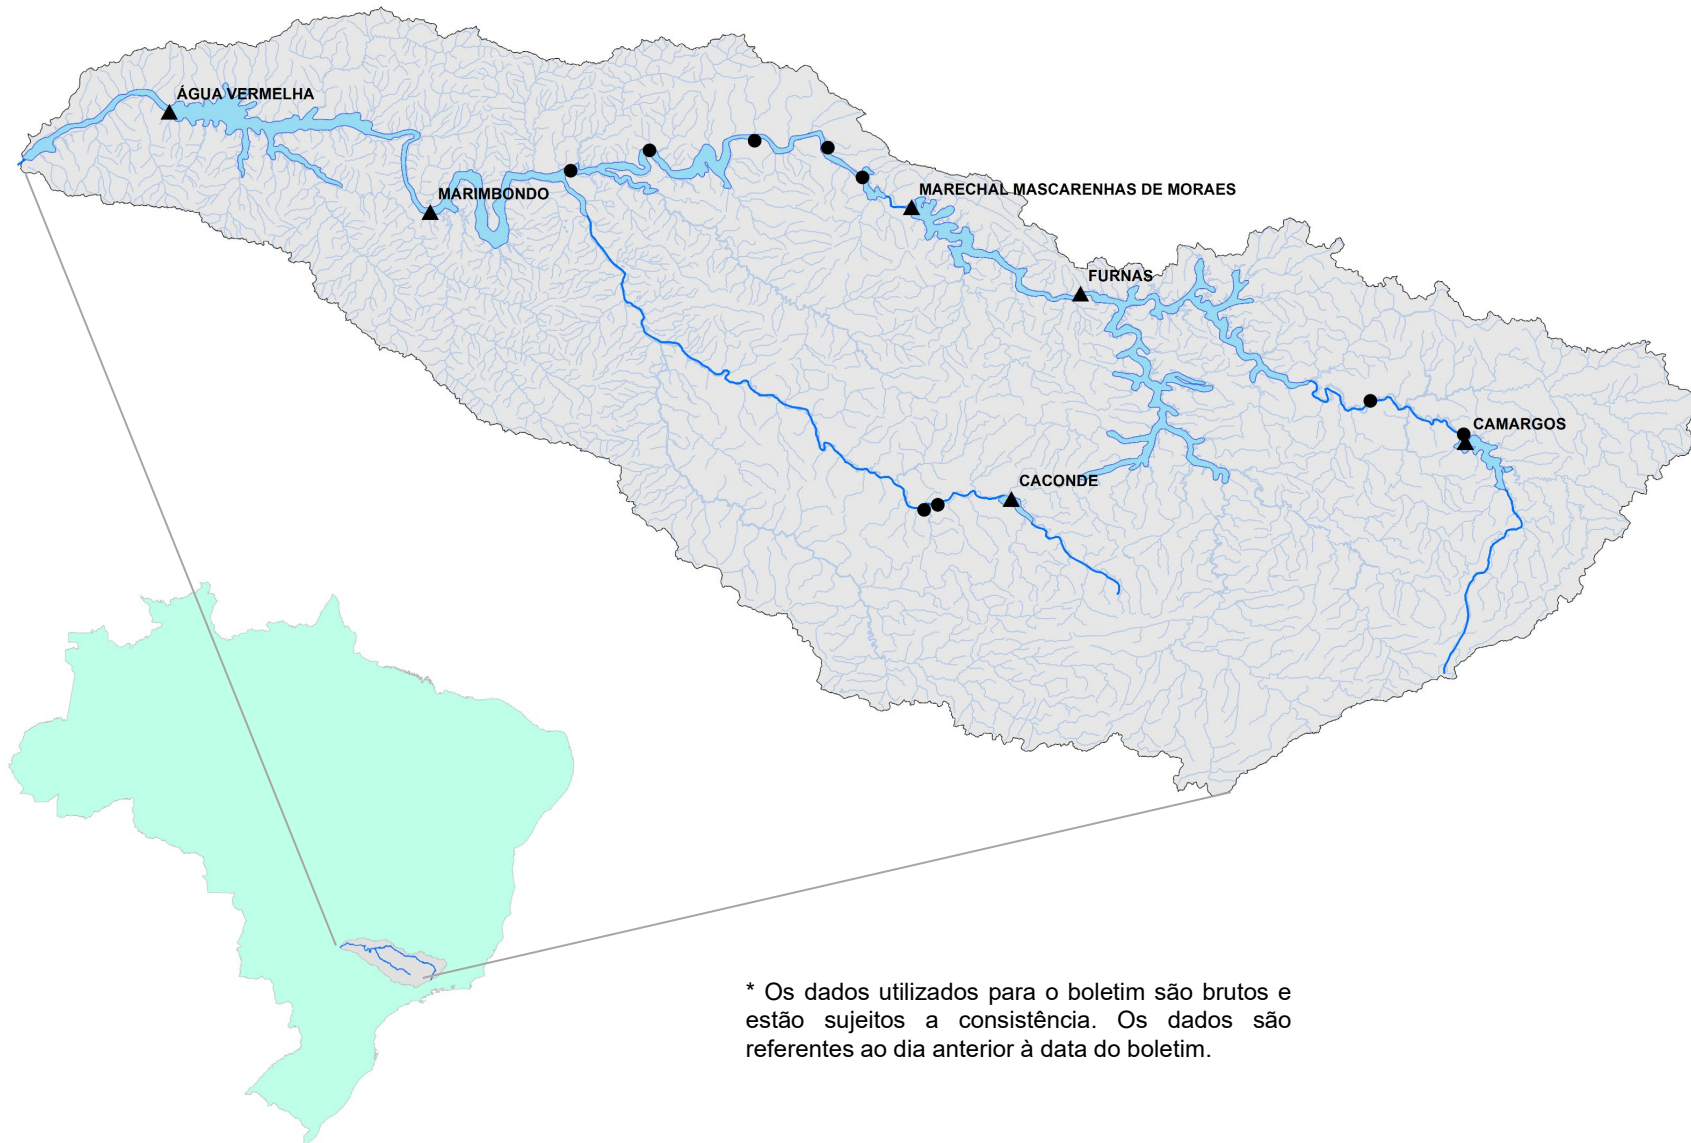 ÁGUA VERMELHA
MARIMBONDO
MARECHAL MASCARENHAS DE MORAES
FURNAS
CAMARGOS
CACONDE
* Os dados utilizados para o boletim são brutos e
estão sujeitos a consistência. Os dados são
referentes ao dia anterior à data do boletim.